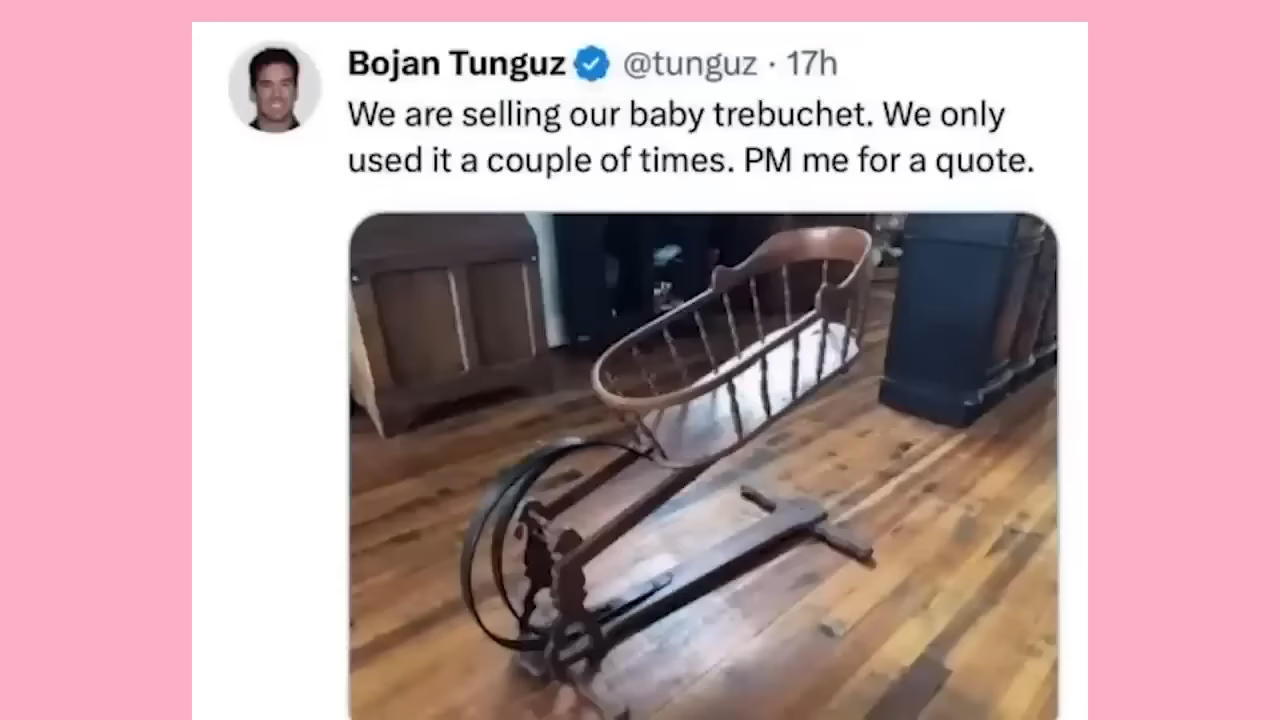 Bojan Tunguz @tunguz · 17h
We are selling our baby trebuchet. We only
used it a couple of times. PM me for a quote.